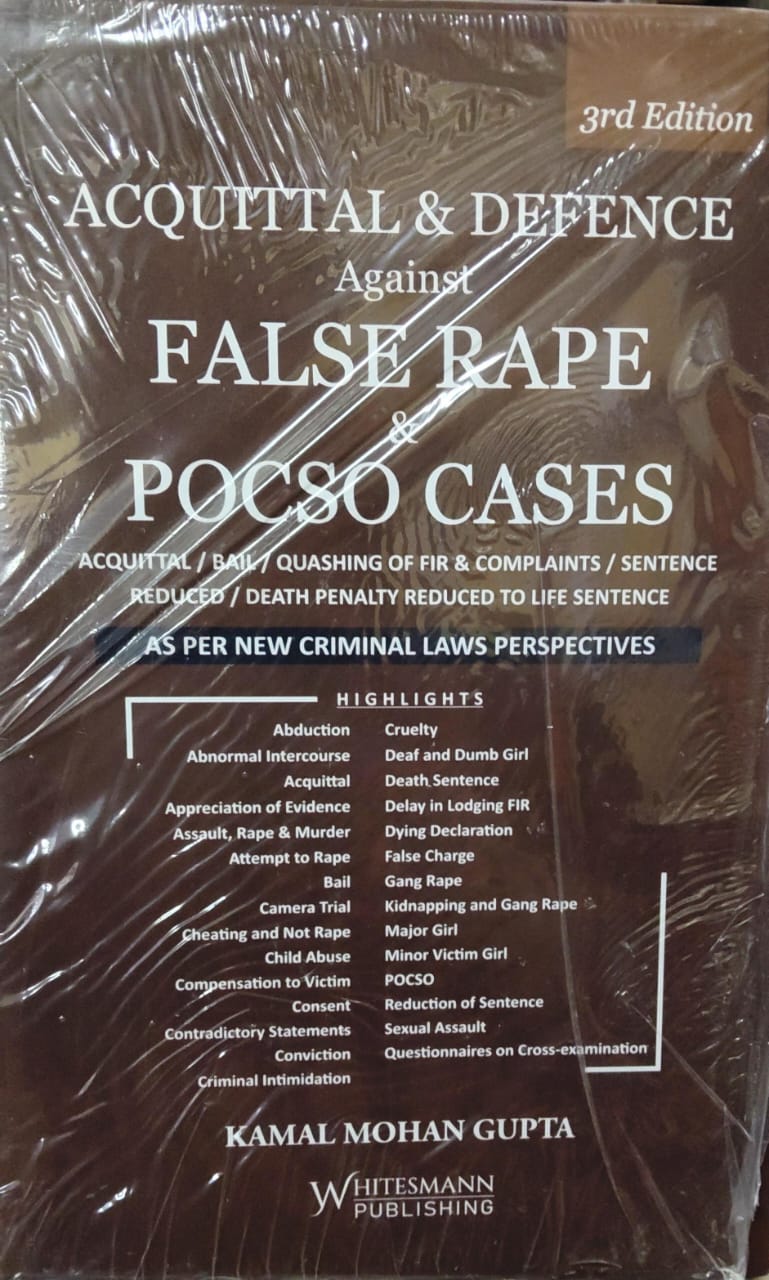 3rd Edition
ACQUITTAL & DEFENCE
Against
FALSE RAPE
&
POCSO CASES
ACQUITTAL / BAIL / QUASHING OF FIR & COMPLAINTS / SENTENCE
REDUCED / DEATH PENALTY REDUCED TO LIFE SENTENCE
AS PER NEW CRIMINAL LAWS PERSPECTIVES
HIGHLIGHTS
Abduction
Abnormal Intercourse
Acquittal
Appreciation of Evidence
Assault, Rape & Murder
Attempt to Rape
Bail
Camera Trial
Cheating and Not Rape
Child Abuse
Compensation to Victim
Consent
Contradictory Statements
Conviction
Criminal Intimidation
Cruelty
Deaf and Dumb Girl
Death Sentence
Delay in Lodging FIR
Dying Declaration
False Charge
Gang Rape
Kidnapping and Gang Rape
Major Girl
Minor Victim Girl
POCSO
Reduction of Sentence
Sexual Assault
Questionnaires on Cross-examination
KAMAL MOHAN GUPTA
WHITESMANN
PUBLISHING